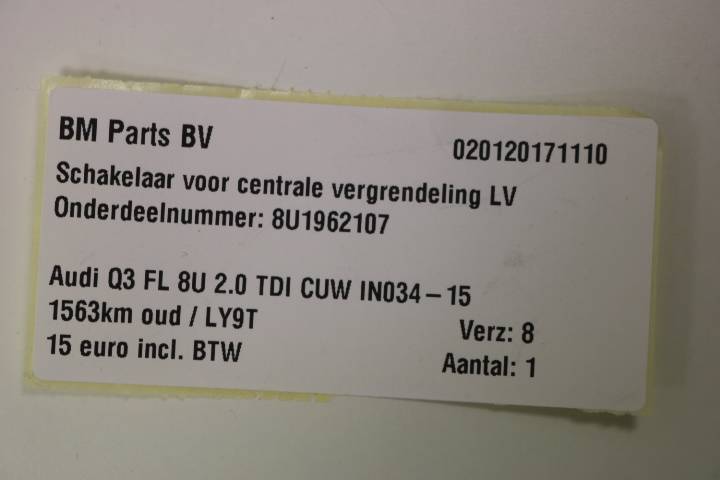 BM Parts BV 020120171110
Schakelaar voor centrale vergrendeling LV
Onderdeelnummer: 8U1962107
Audi Q3 FL 8U 2.0 TDI CUW IN034-15
1563km oud / LY9T Verz: 8
15 euro incl. BTW Aantal: 1